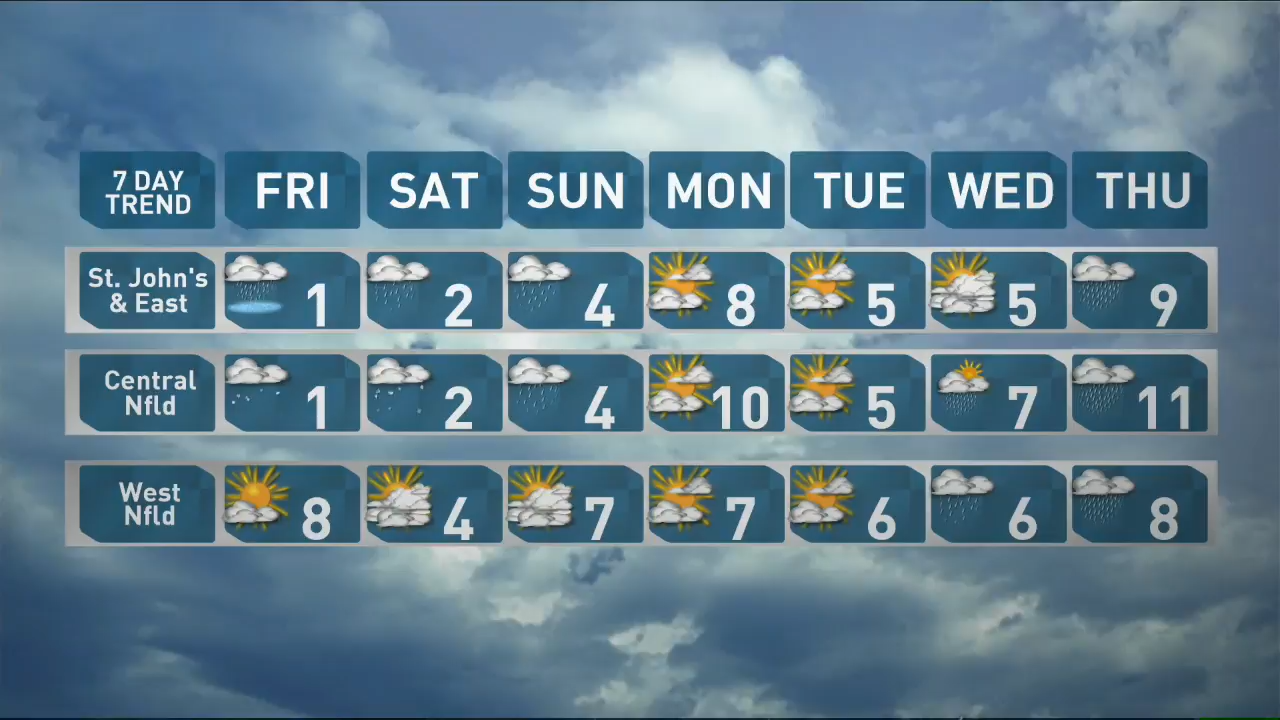 7 DAY
TREND
FRI SAT SUN MON TUE WED THU
St. John's
& East
1 2 4 8 5 5 9
Central
Nfld
1 2 4 10 5 7 11
West
Nfld
8 4 7 7 6 6 8